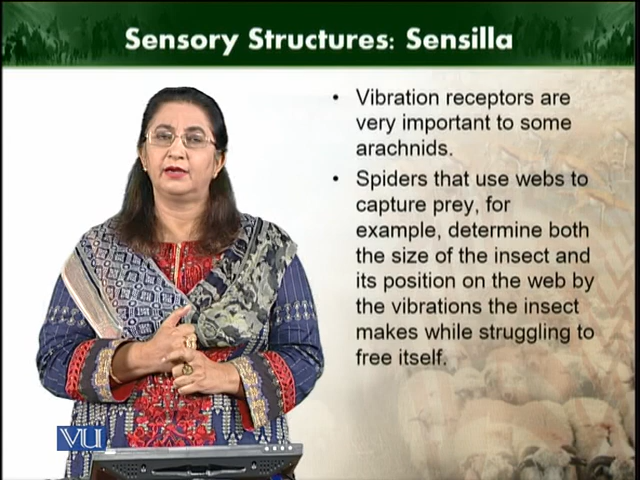 Sensory Structures: Sensilla
• Vibration receptors are
very important to some
arachnids.
• Spiders that use webs to
capture prey, for
example, determine both
the size of the insect and
its position on the web by
the vibrations the insect
makes while struggling to
free itself.
VU